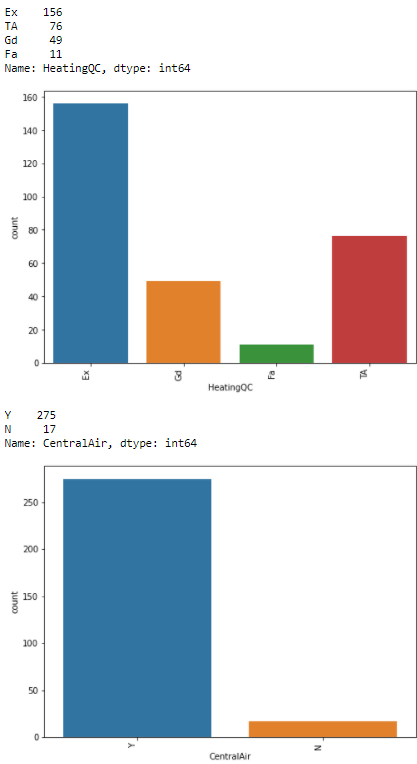 Ex 156
TA 76
Gd 49
Fa 11
Name: HeatingQC, dtype: int64
160
140
120
100
80
60
40
20
0
count
Ex
Gd
Fa
TA
HeatingQC
Y 275
N 17
Name: CentralAir, dtype: int64
250
200
150
100
50
0
count
Y
N
CentralAir